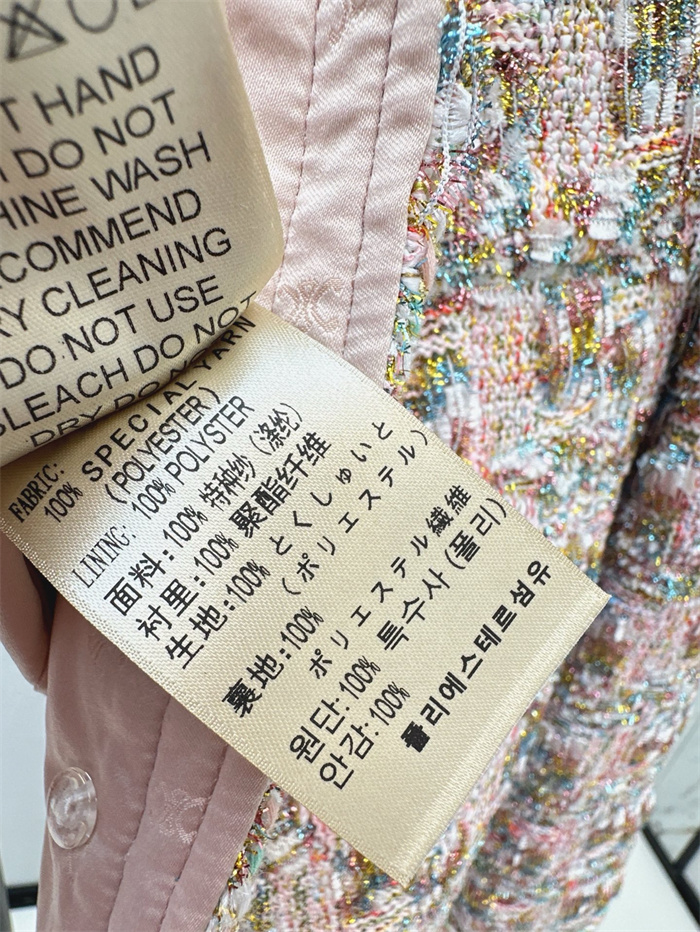 T HAND
DO NOT
HINE WASH
COMMEND
Y CLEANING
DO NOT USE
BLEACH DO NOT
DRY DO NOT
YARN
FABRIC:
100% SPECIAL
(POLYESTER)
LINING: 100% POLYSTER
面料:100% 特种纱(涤纶)
衬里:100% 聚酯纤维
生地:100% とくしゅいと
(ポリエステル)
裏地:100%
ポリエステル繊維
원단:100% 특수사(폴리)
안감:100%
폴리에스테르섬유